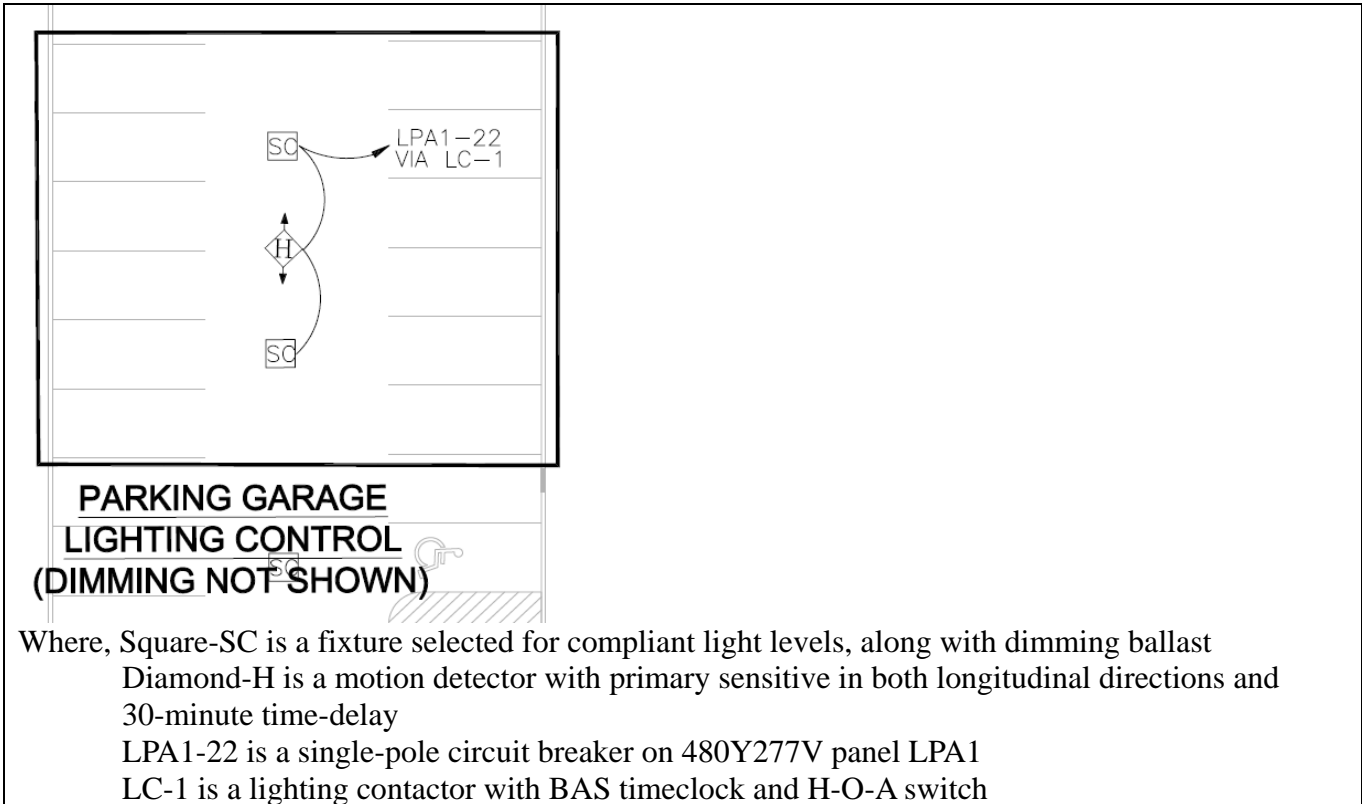 SC
LPA1-22
VIA LC-1
H
SC
PARKING GARAGE
LIGHTING CONTROL
SC
(DIMMING NOT SHOWN)
Where, Square-SC is a fixture selected for compliant light levels, along with dimming ballast
Diamond-H is a motion detector with primary sensitive in both longitudinal directions and
30-minute time-delay
LPA1-22 is a single-pole circuit breaker on 480Y277V panel LPA1
LC-1 is a lighting contactor with BAS timeclock and H-O-A switch